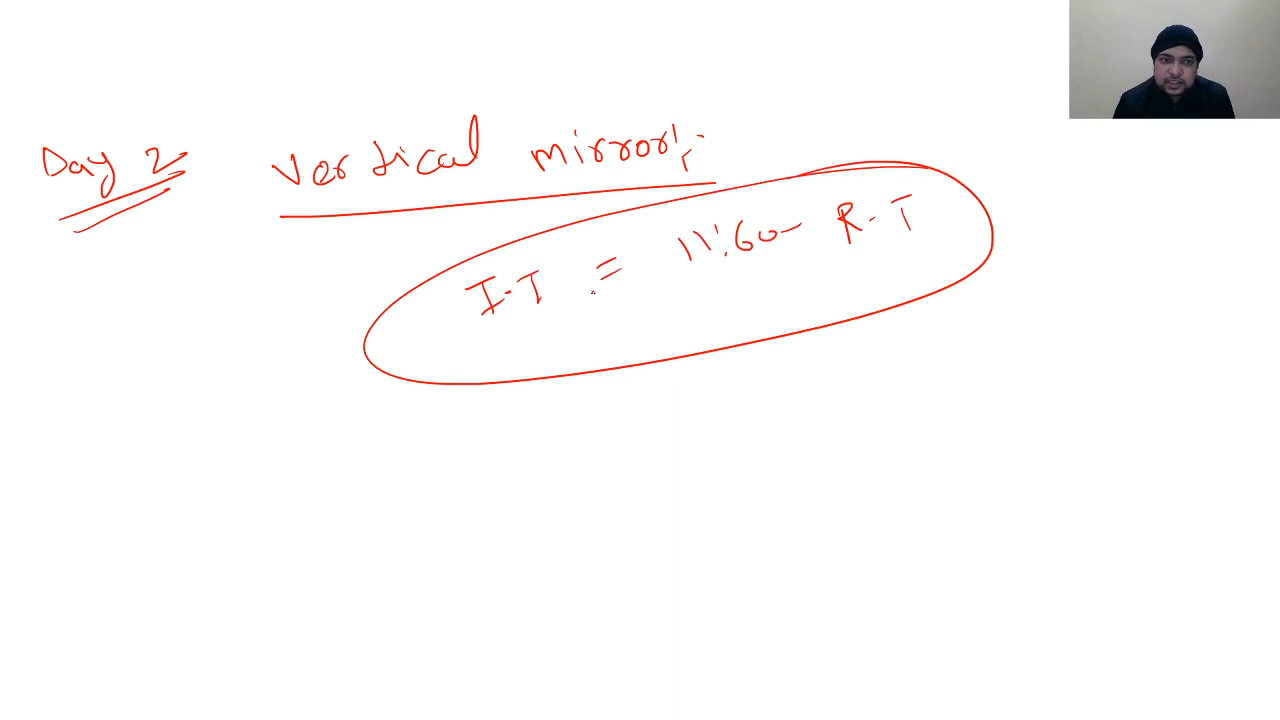 Day 2 vertical mirror:-
I.T = 11:60 - R.T